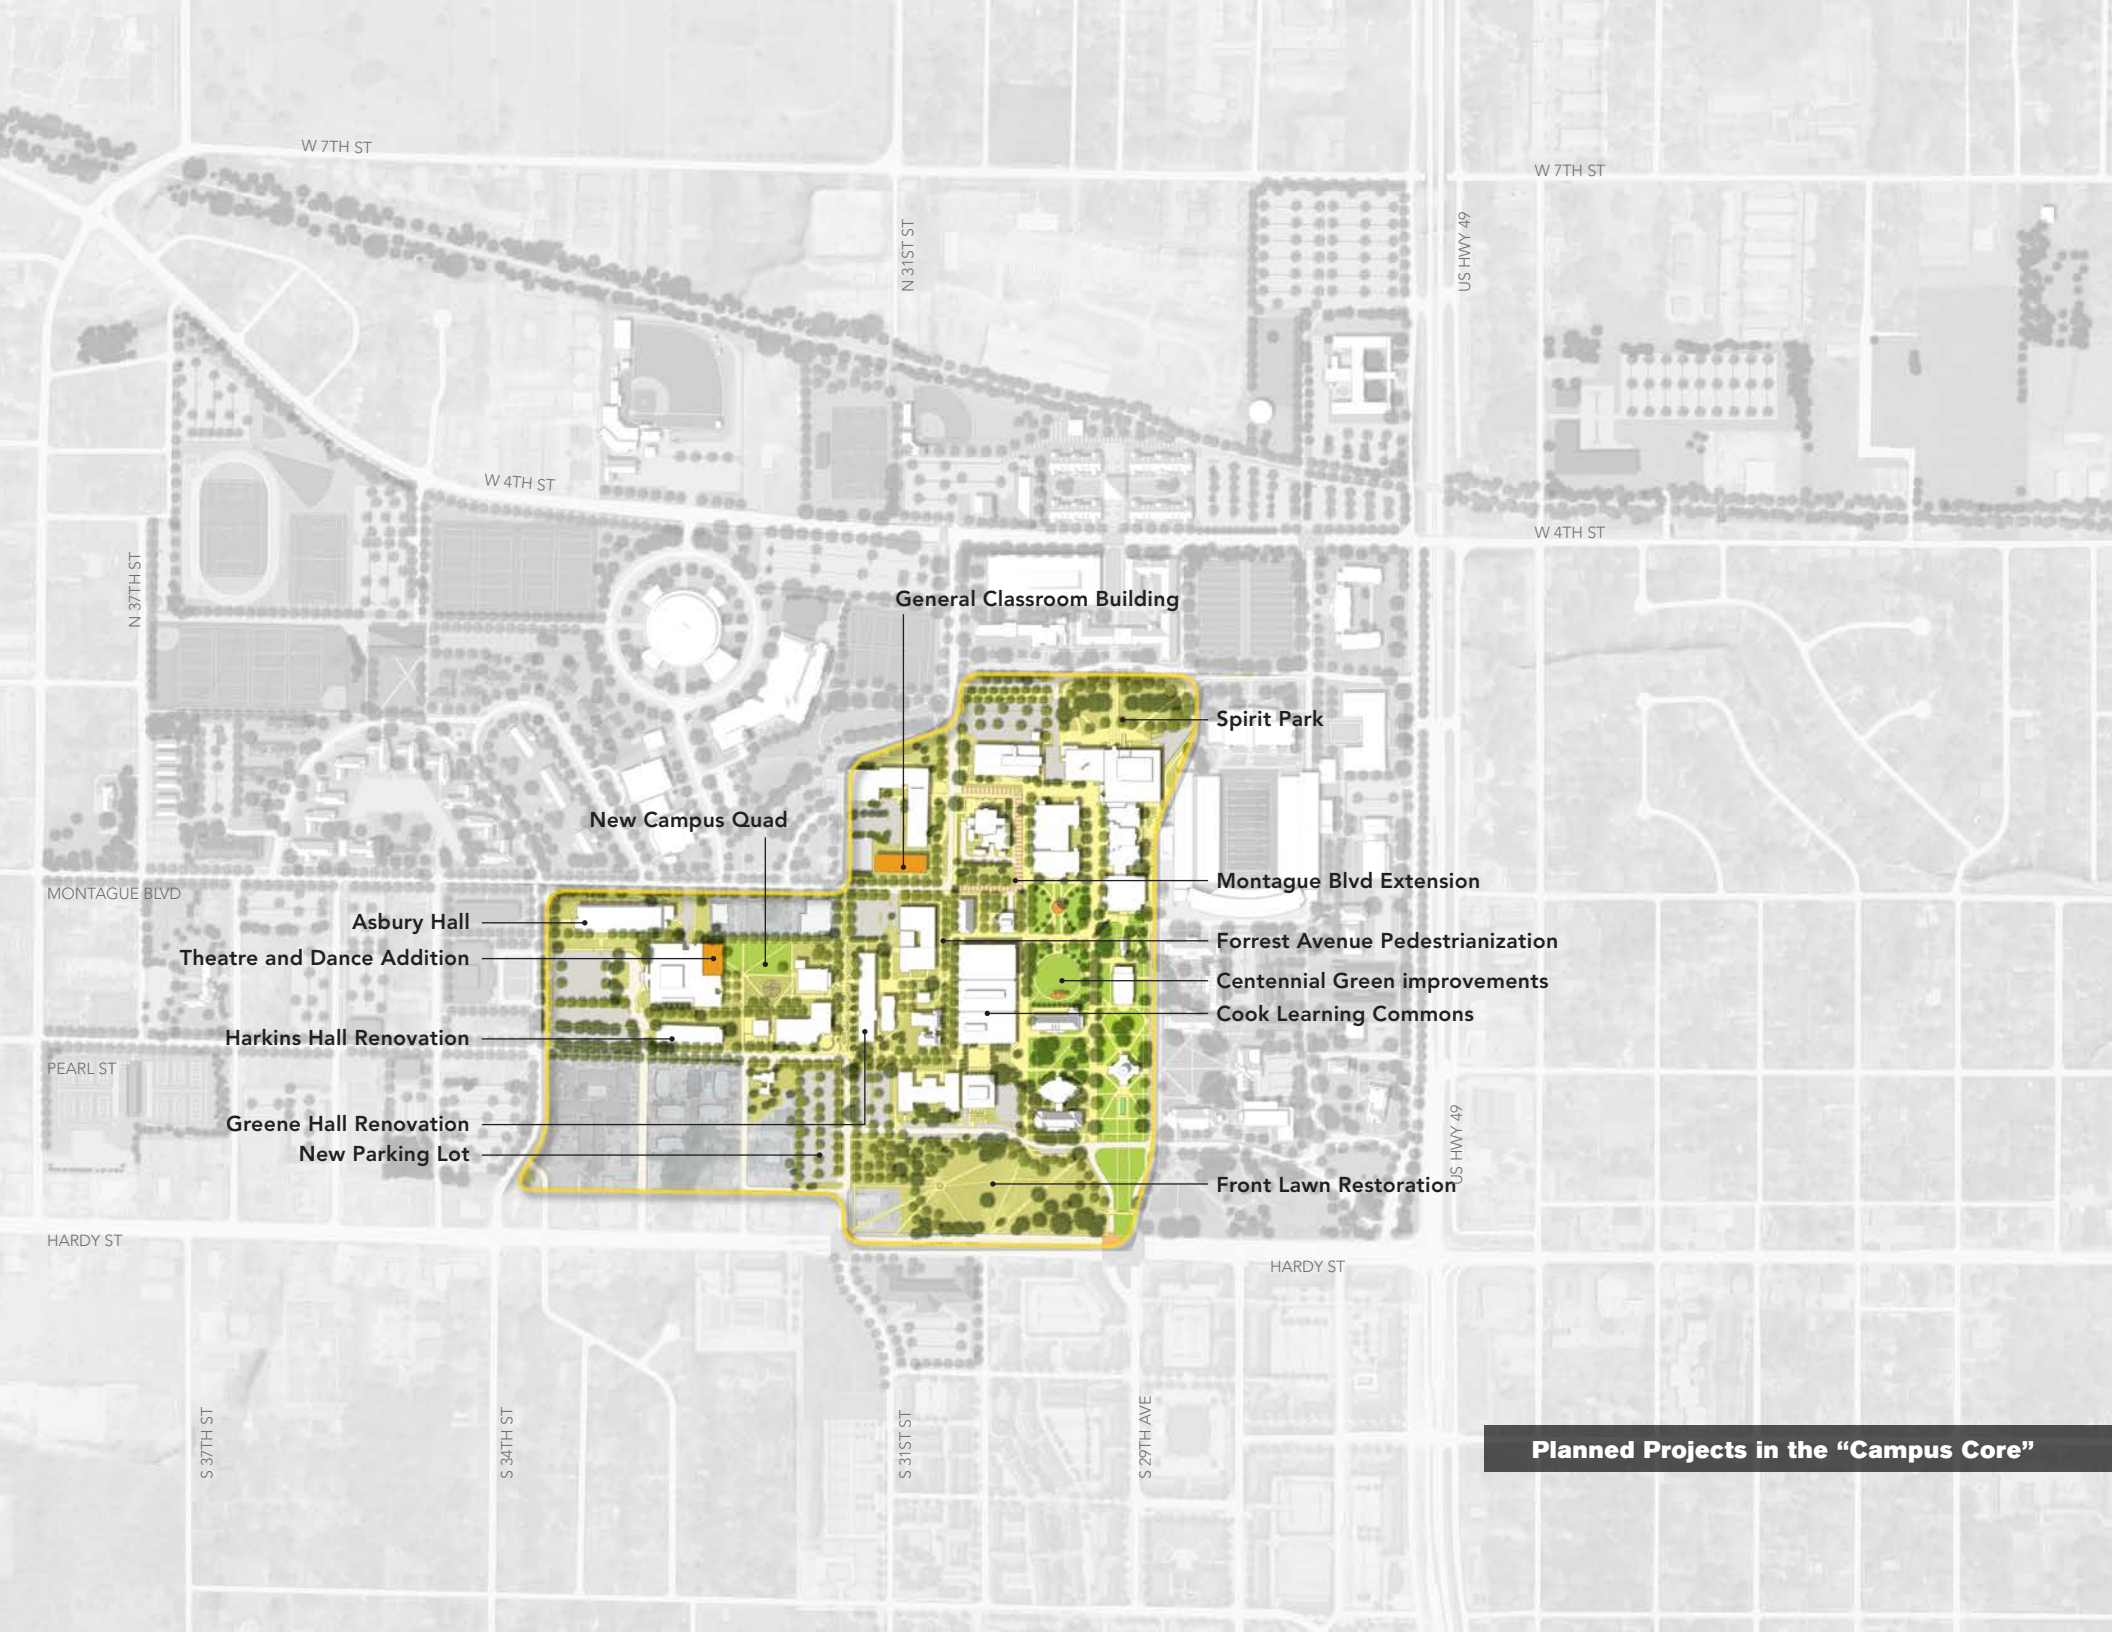 W 7TH ST
W 7TH ST
N 31ST ST
US HWY 49
W 4TH ST
W 4TH ST
N 37TH ST
General Classroom Building
Spirit Park
New Campus Quad
Montague Blvd Extension
MONTAGUE BLVD
Asbury Hall
Forrest Avenue Pedestrianization
Theatre and Dance Addition
Centennial Green improvements
Cook Learning Commons
Harkins Hall Renovation
PEARL ST
Greene Hall Renovation
US HWY 49
New Parking Lot
Front Lawn Restoration
HARDY ST
HARDY ST
S 37TH ST
S 34TH ST
S 31ST ST
S 29TH AVE
Planned Projects in the “Campus Core”